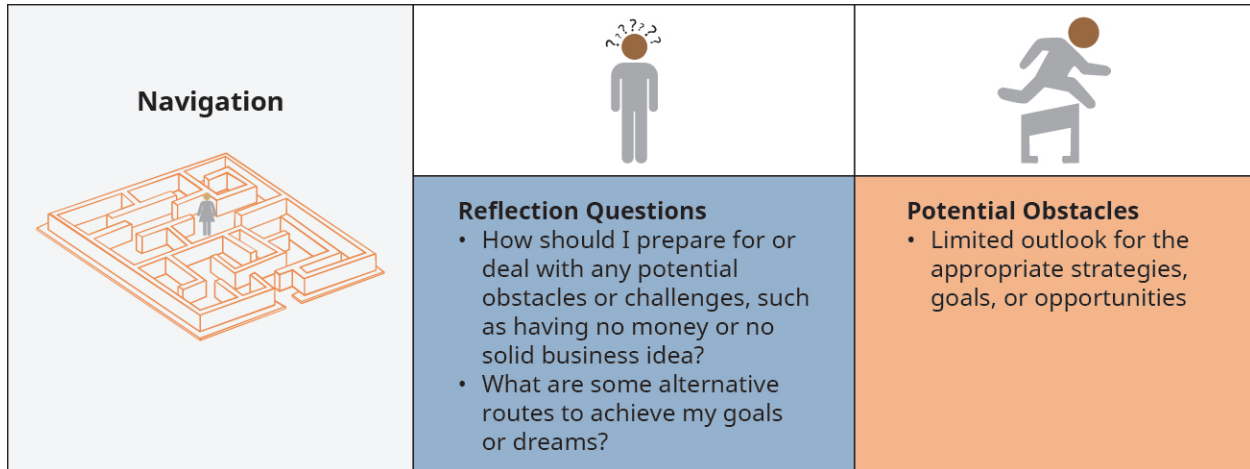 Navigation
? ? ? ? ? ? ?
Reflection Questions
• How should I prepare for or
deal with any potential
obstacles or challenges, such
as having no money or no
solid business idea?
• What are some alternative
routes to achieve my goals
or dreams?
Potential Obstacles
• Limited outlook for the
appropriate strategies,
goals, or opportunities